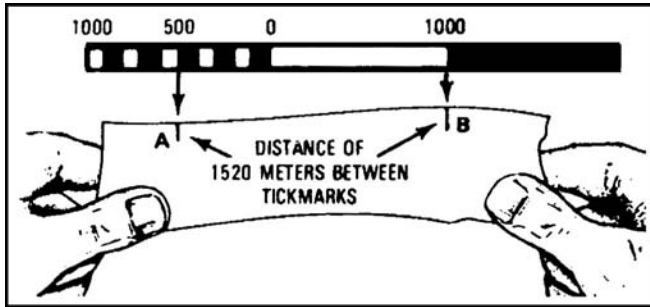 1000 500 0 1000
A DISTANCE OF B
1520 METERS BETWEEN
TICKMARKS